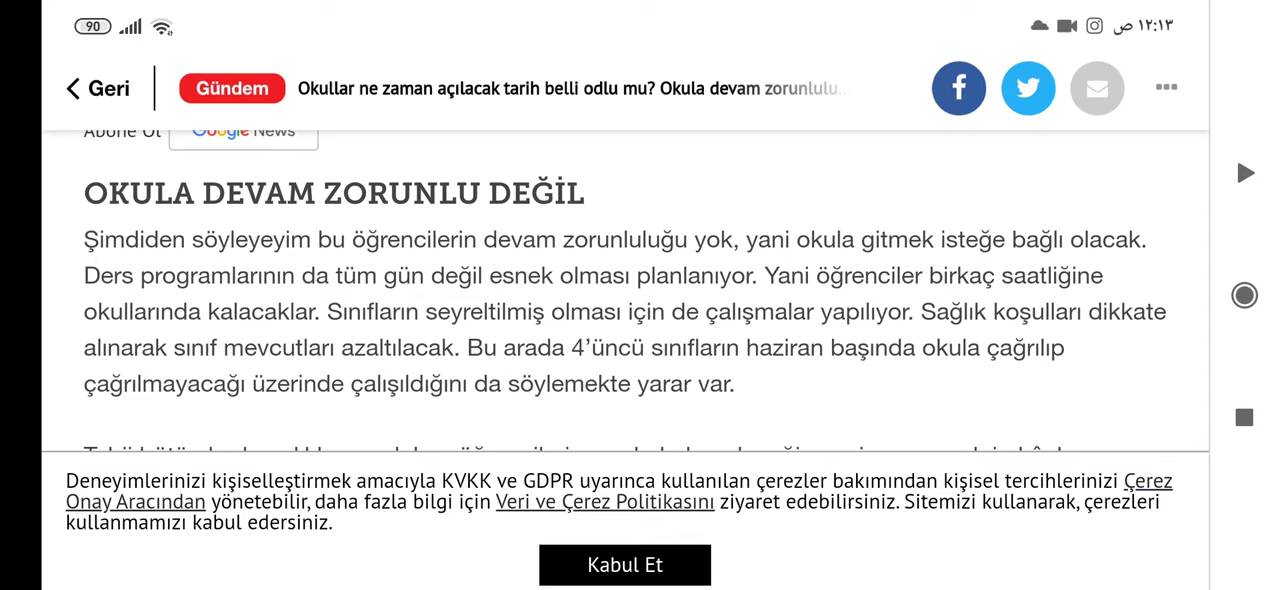 90
١٢:١٣ ص
Geri
Gündem
Okullar ne zaman açılacak tarih belli odlu mu? Okula devam zorunlulu...
Abone Ol
Google News
OKULA DEVAM ZORUNLU DEĞİL
Şimdiden söyleyeyim bu öğrencilerin devam zorunluluğu yok, yani okula gitmek isteğe bağlı olacak.
Ders programlarının da tüm gün değil esnek olması planlanıyor. Yani öğrenciler birkaç saatliğine
okullarında kalacaklar. Sınıfların seyreltilmiş olması için de çalışmalar yapılıyor. Sağlık koşulları dikkate
alınarak sınıf mevcutları azaltılacak. Bu arada 4’üncü sınıfların haziran başında okula çağrılıp
çağrılmayacağı üzerinde çalışıldığını da söylemekte yarar var.
Deneyimlerinizi kişiselleştirmek amacıyla KVKK ve GDPR uyarınca kullanılan çerezler bakımından kişisel tercihlerinizi Çerez
Onay Aracından yönetebilir, daha fazla bilgi için Veri ve Çerez Politikasını ziyaret edebilirsiniz. Sitemizi kullanarak, çerezleri
kullanmamızı kabul edersiniz.
Kabul Et